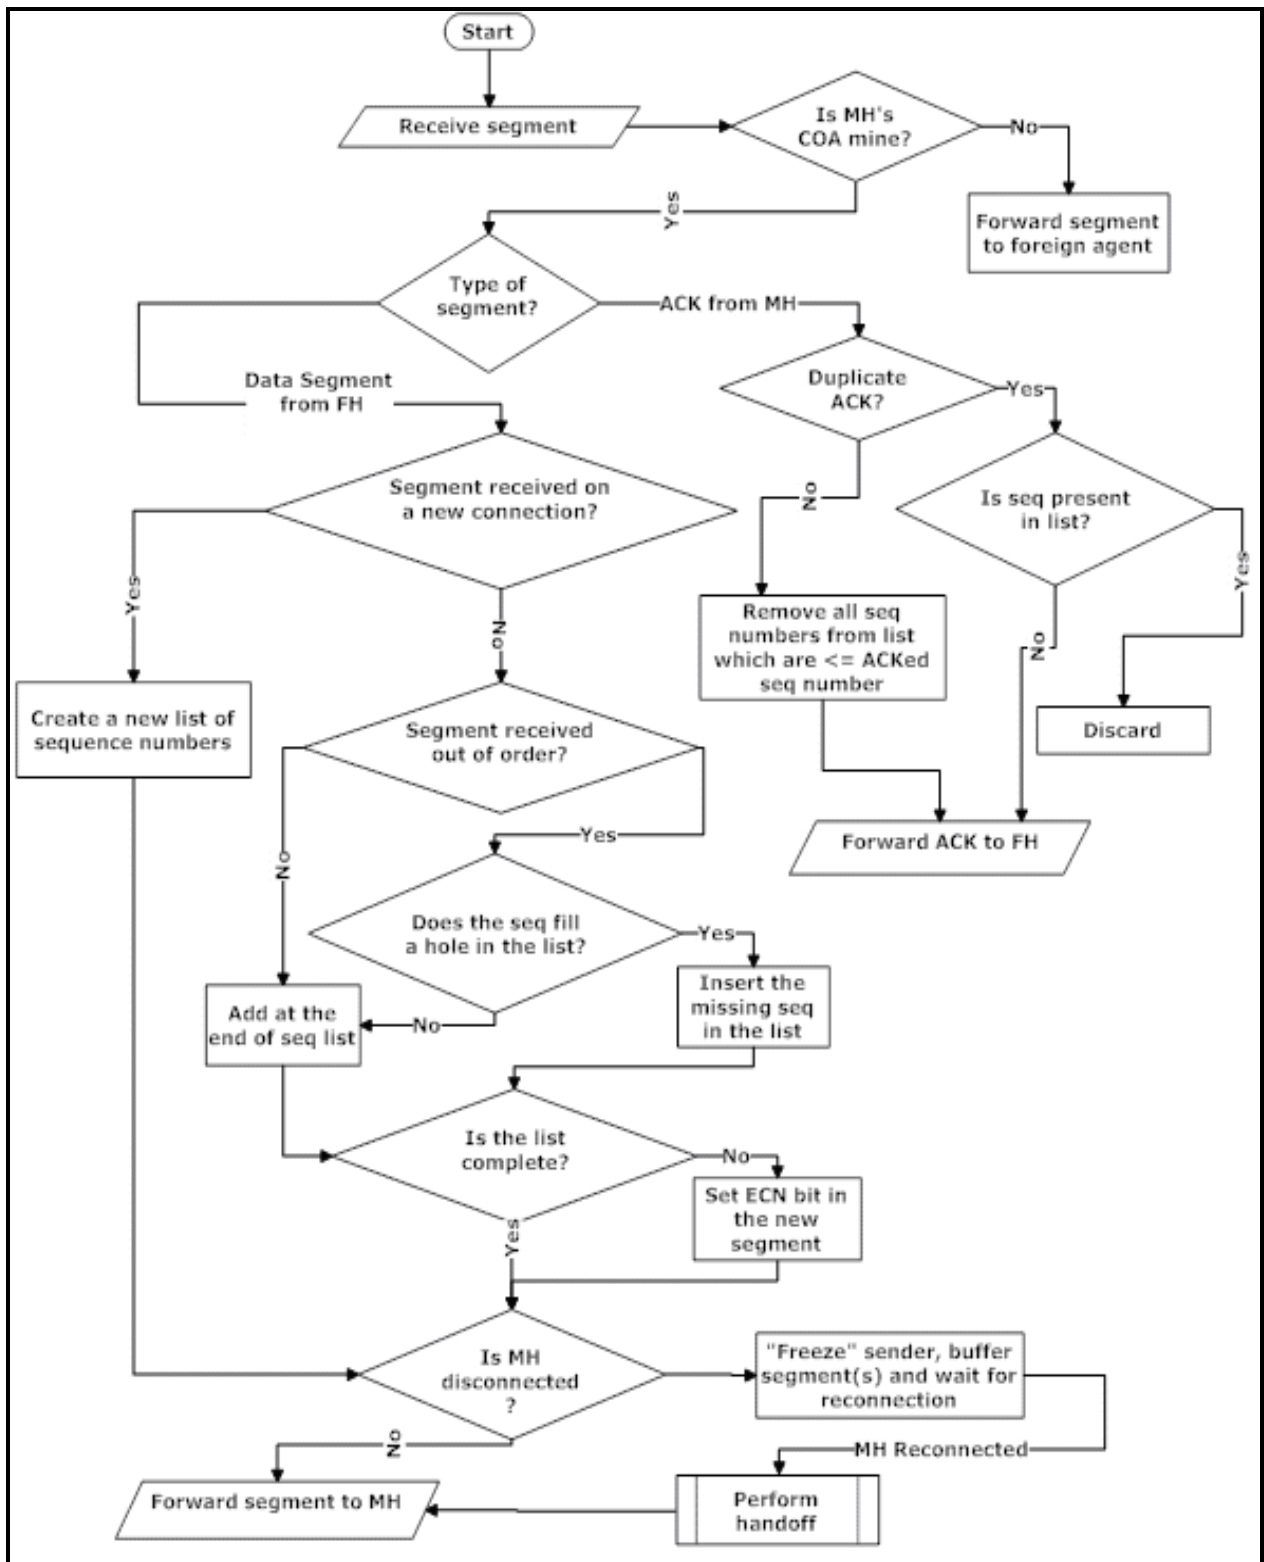 Start
Receive segment
Is MH's
COA mine?
No
Forward segment
to foreign agent
Yes
Type of
segment?
ACK from MH
Data Segment
from FH
Duplicate
ACK?
Yes
No
Is seq present
in list?
Yes
No
Segment received on
a new connection?
Yes
No
Remove all seq
numbers from list
which are <= ACKed
seq number
Discard
Forward ACK to FH
Create a new list of
sequence numbers
Segment received
out of order?
Yes
No
Does the seq fill
a hole in the list?
Yes
Insert the
missing seq
in the list
No
Add at the
end of seq list
Is the list
complete?
No
Set ECN bit in
the new
segment
Yes
Is MH
disconnected
?
"Freeze" sender, buffer
segment(s) and wait for
reconnection
MH Reconnected
No
Forward segment to MH
Perform
handoff